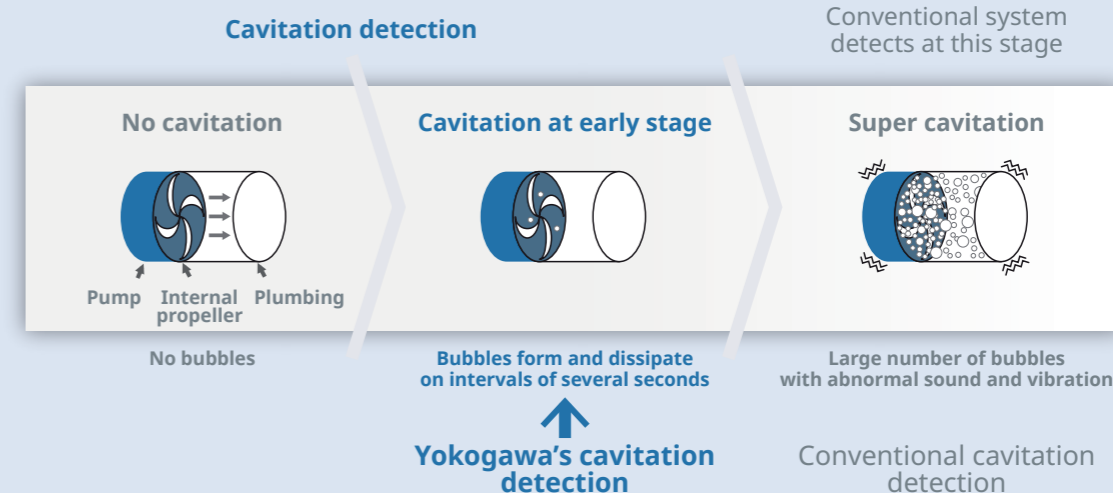 Cavitation detection
Conventional system
detects at this stage
No cavitation
Cavitation at early stage
Super cavitation
Pump
Internal
propeller
Plumbing
No bubbles
Bubbles form and dissipate
on intervals of several seconds
Large number of bubbles
with abnormal sound and vibration
Yokogawa’s cavitation
detection
Conventional cavitation
detection